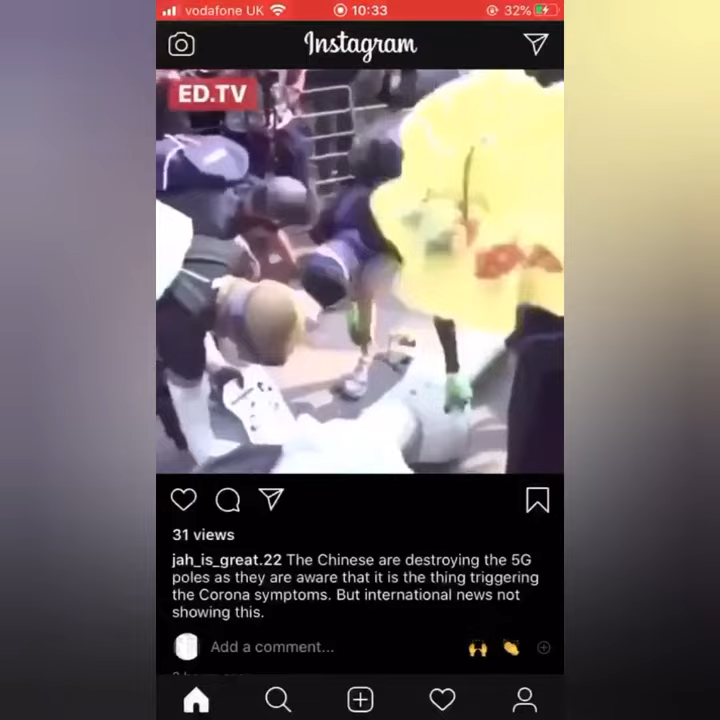 vodafone UK 10:33 32%
Instagram
ED.TV
31 views
jah_is_great.22 The Chinese are destroying the 5G
poles as they are aware that it is the thing triggering
the Corona symptoms. But international news not
showing this.
Add a comment...